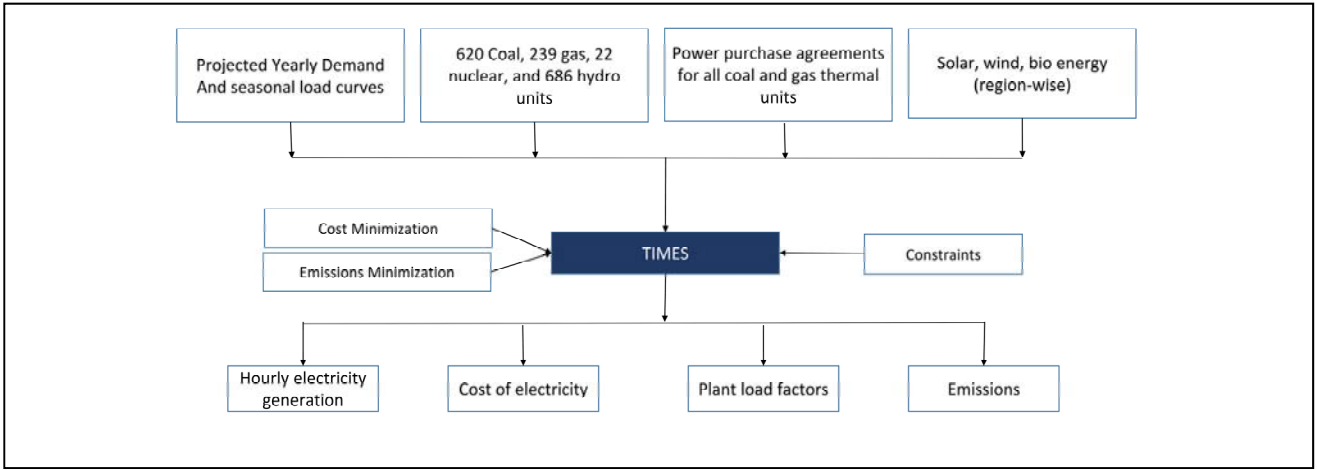 Projected Yearly Demand
And seasonal load curves
620 Coal, 239 gas, 22
nuclear, and 686 hydro
units
Power purchase agreements
for all coal and gas thermal
units
Solar, wind, bio energy
(region-wise)
Cost Minimization
Emissions Minimization
TIMES
Constraints
Hourly electricity
generation
Cost of electricity
Plant load factors
Emissions